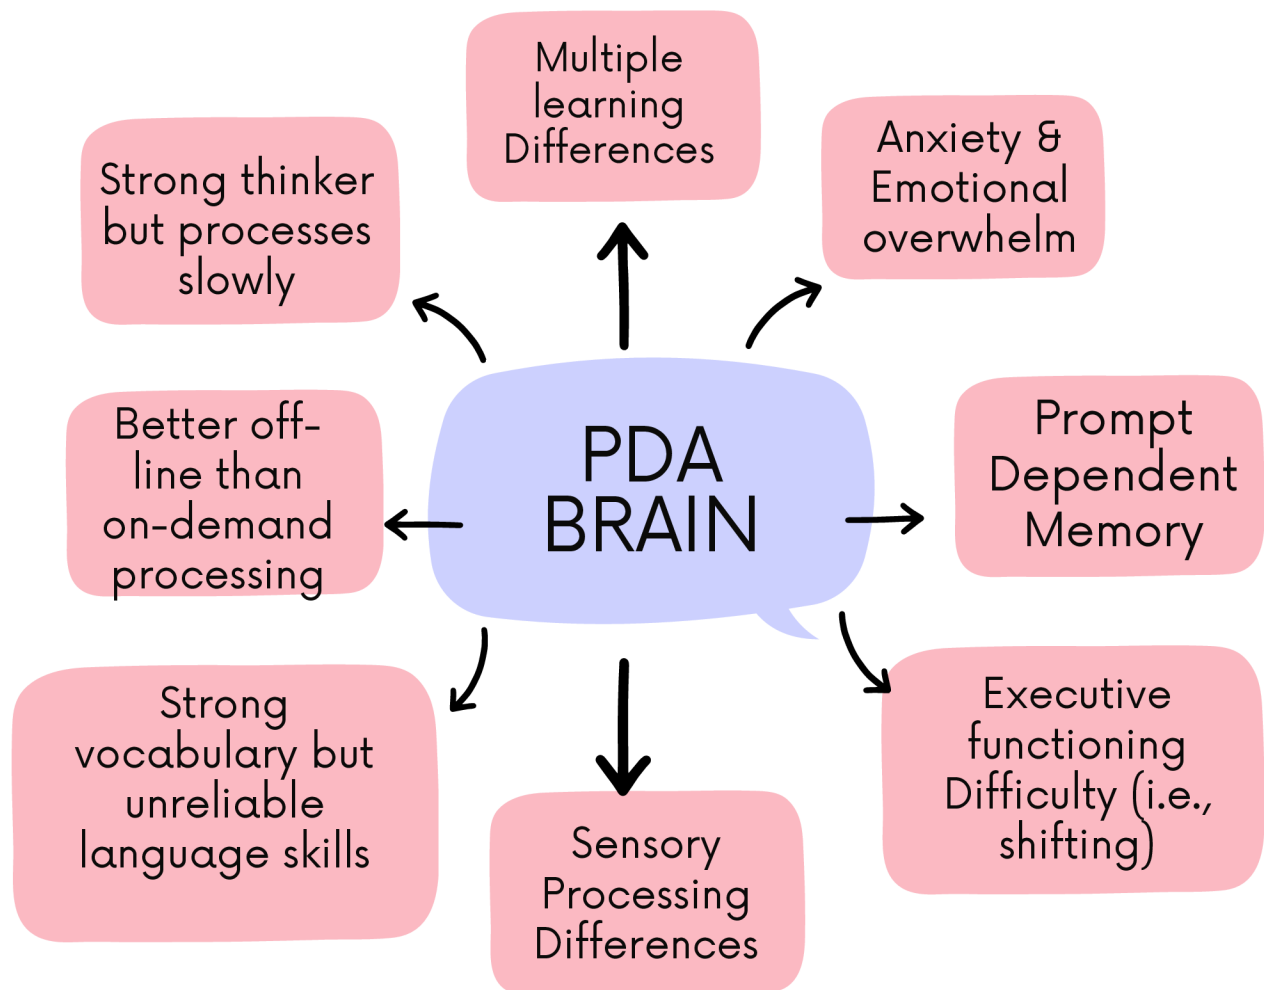 Multiple
learning
Differences
Anxiety &
Emotional
overwhelm
Strong thinker
but processes
slowly
Better off-
line than
on-demand
processing
PDA
BRAIN
Prompt
Dependent
Memory
Strong
vocabulary but
unreliable
language skills
Executive
functioning
Difficulty (i.e.,
shifting)
Sensory
Processing
Differences